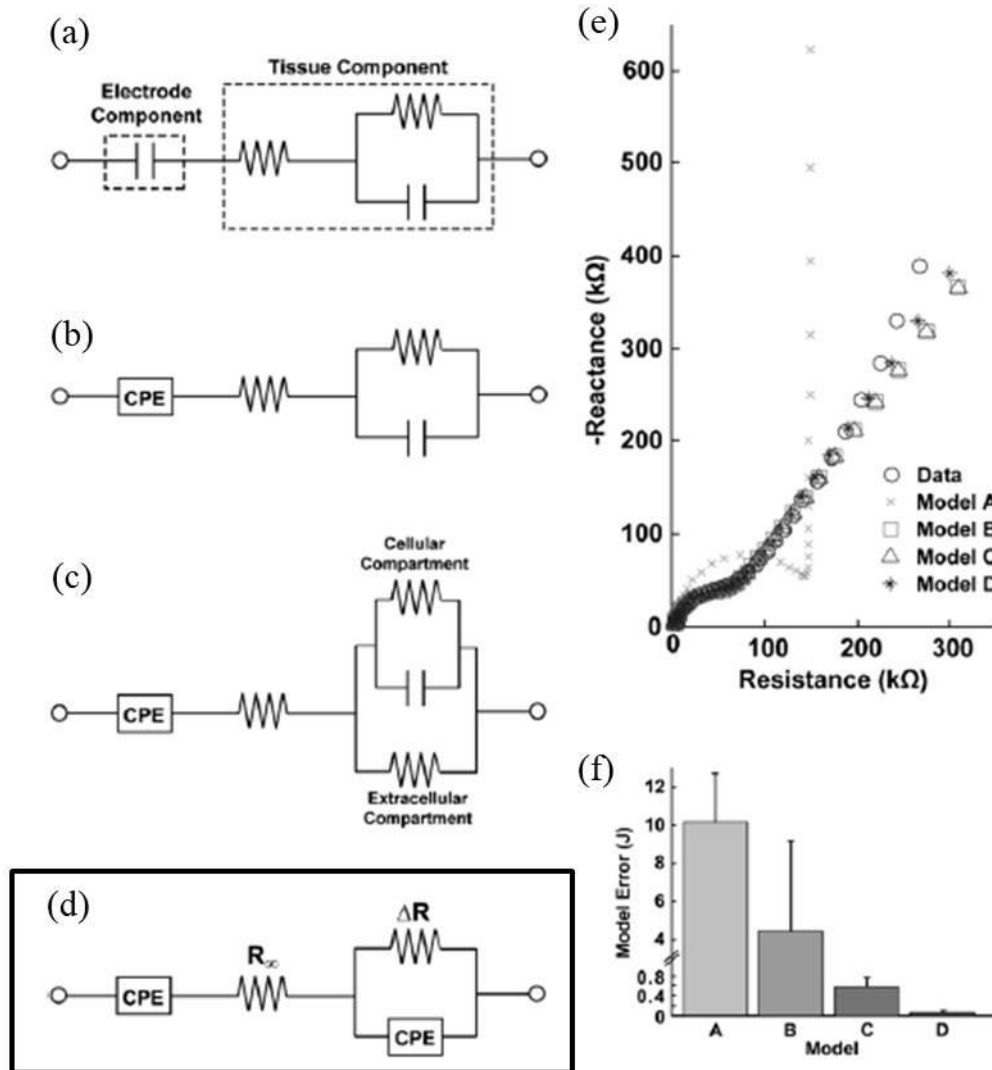 (a)
Electrode
Component
Tissue Component
(b)
CPE
(c)
Cellular
Compartment
CPE
Extracellular
Compartment
(d)
CPE
R∞
ΔR
CPE
(e)
-Reactance (kΩ)
600
500
400
300
200
100
0
0
100
200
300
Resistance (kΩ)
Data
Model A
Model B
Model C
Model D
(f)
Model Error (J)
12
10
8
6
4
0.8
0.4
0
A
B
C
D
Model